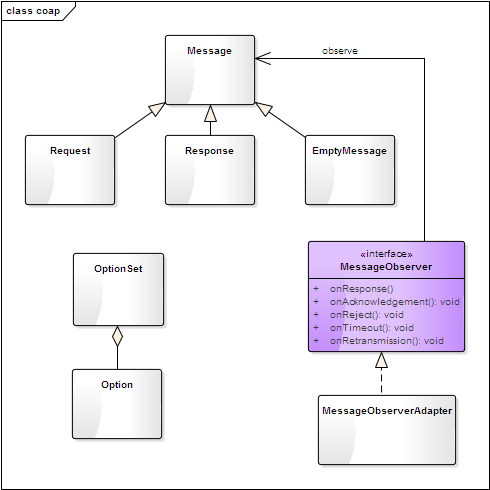 class coap
Message
observe
Request
Response
EmptyMessage
OptionSet
«interface»
MessageObserver
+ onResponse()
+ onAcknowledgement(): void
+ onReject(): void
+ onTimeout(): void
+ onRetransmission(): void
Option
MessageObserverAdapter